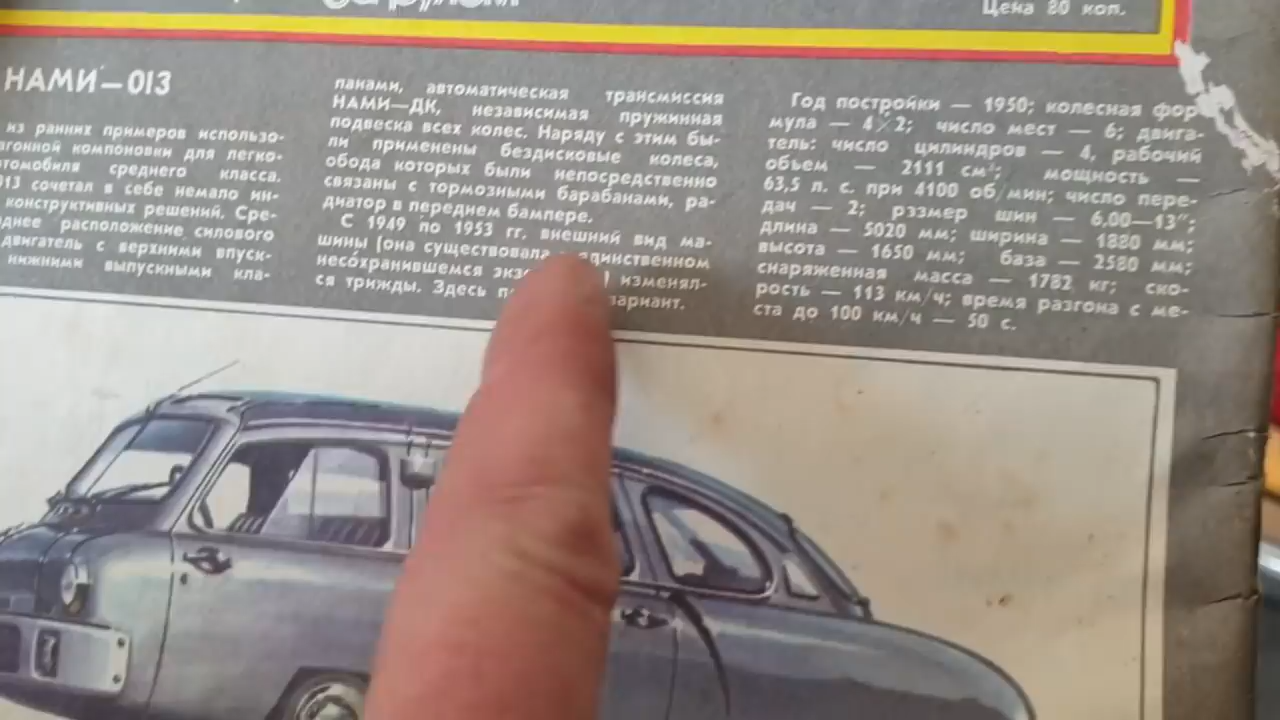 Цена 80 коп.
НАМИ—013
из ранних примеров использо-
вагонной компоновки для легко-
томобиля среднего класса.
013 сочетал в себе немало ин-
конструктивных решений. Сре-
днее расположение силового
двигатель с верхними впуск-
нижними выпускными кла-
панами, автоматическая трансмиссия
НАМИ—ДК, независимая пружинная
подвеска всех колес. Наряду с этим бы-
ли применены бездисковые колеса,
обода которых были непосредственно
связаны с тормозными барабанами, ра-
диатор в переднем бампере.
С 1949 по 1953 гг. внешний вид ма-
шины (она существовала единственном
несохранившемся экз ) изменял-
ся трижды. Здесь вариант.
Год постройки — 1950; колесная фор
мула — 4×2; число мест — 6; двига-
тель: число цилиндров — 4, рабочий
объем — 2111 см³; мощность —
63,5 л. с. при 4100 об/мин; число пере-
дач — 2; размер шин — 6,00—13";
длина — 5020 мм; ширина — 1880 мм;
высота — 1650 мм; база — 2580 мм;
снаряженная масса — 1782 кг; ско-
рость — 113 км/ч; время разгона с ме-
ста до 100 км/ч — 50 с.